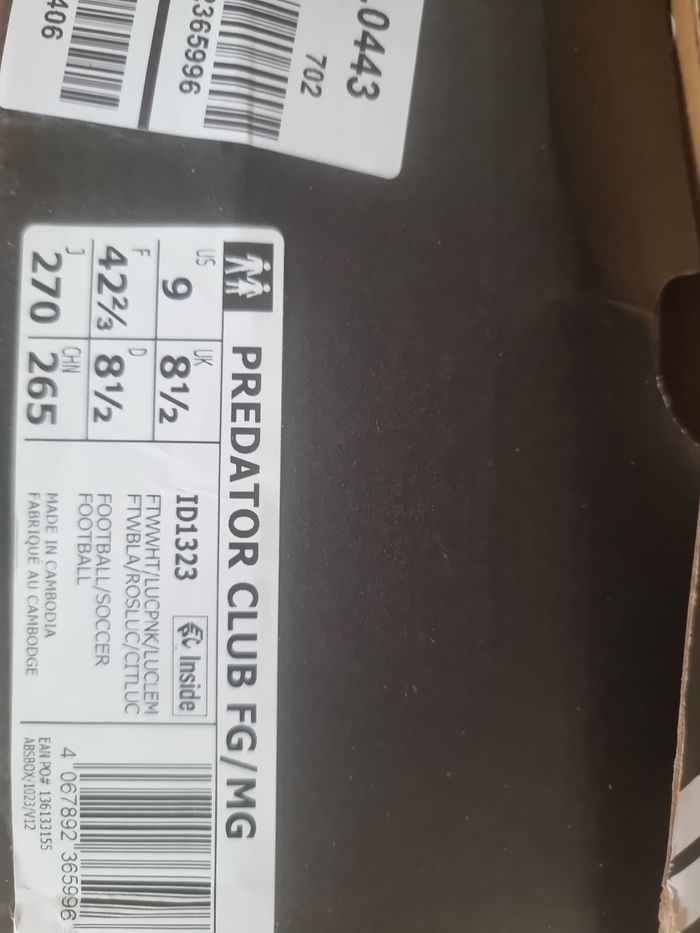 .0443
702
365996
406
PREDATOR CLUB FG/MG
US 9
UK 8½
F 42⅔
D 8½
J 270
CHN 265
ID1323
Inside
FTWWHT/LUCPNK/LUCLEM
FTWBLA/ROSLUC/CITLUC
FOOTBALL/SOCCER
FOOTBALL
MADE IN CAMBODIA
FABRIQUÉ AU CAMBODGE
4 067892 365996
EAN PO# 136133155
ABSBOX/1023/V12